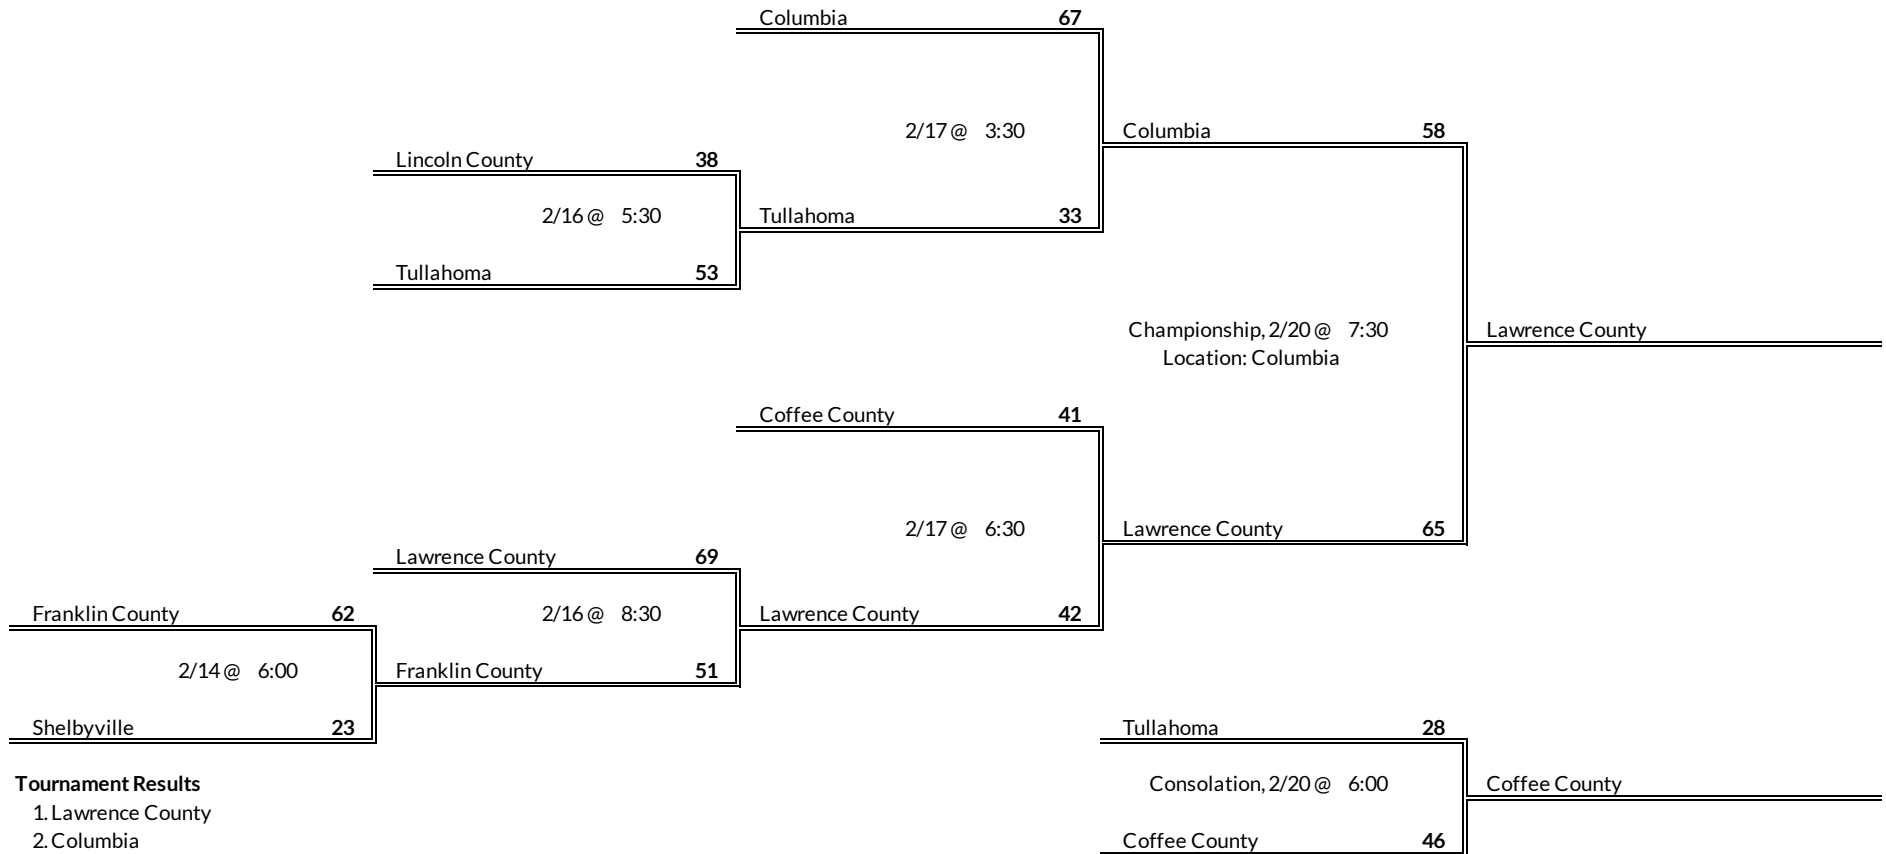 Columbia 67
2/17 @ 3:30
Columbia 58
Lincoln County 38
2/16 @ 5:30
Tullahoma 33
Tullahoma 53
Championship, 2/20 @ 7:30
Lawrence County
Location: Columbia
Coffee County 41
2/17 @ 6:30
Lawrence County 65
Lawrence County 69
Franklin County 62
2/16 @ 8:30
Lawrence County 42
2/14 @ 6:00
Franklin County 51
Shelbyville 23
Tullahoma 28
Tournament Results
Consolation, 2/20 @ 6:00
Coffee County
1. Lawrence County
2. Columbia
Coffee County 46